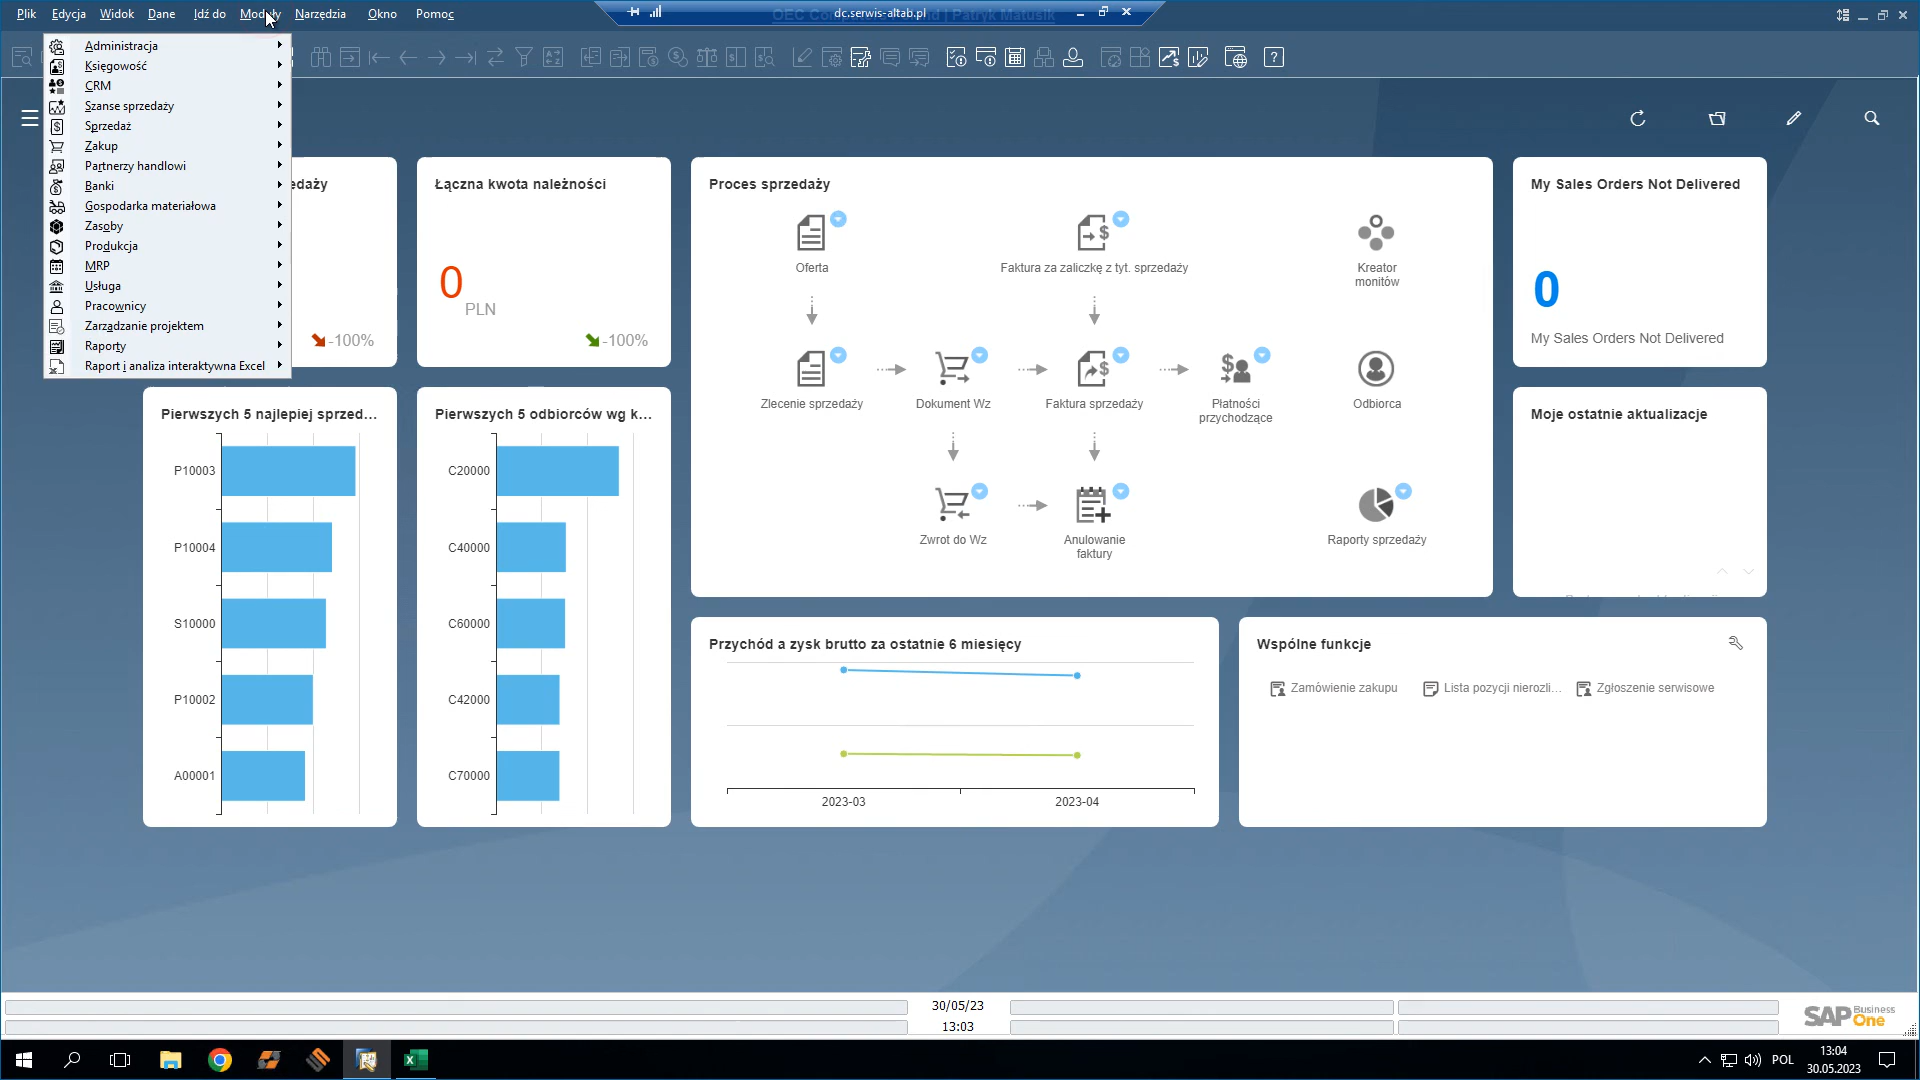 Plik Edycja Widok Dane Idź do Moduły Narzędzia Okno Pomoc
OEC Computers Poland | Patryk Matusik
dc.serwis-altab.pl
Administracja
Księgowość
CRM
Szanse sprzedaży
Sprzedaż
Zakup
Partnerzy handlowi
Banki
Gospodarka materiałowa
Zasoby
Produkcja
MRP
Usługa
Pracownicy
Zarządzanie projektem
Raporty
Raport i analiza interaktywna Excel
-100%
Łączna kwota należności
0
PLN
-100%
Proces sprzedaży
Oferta
Faktura za zaliczkę z tyt. sprzedaży
Kreator
monitów
Zlecenie sprzedaży
Dokument Wz
Faktura sprzedaży
Płatności
przychodzące
Odbiorca
Zwrot do Wz
Anulowanie
faktury
Raporty sprzedaży
My Sales Orders Not Delivered
0
My Sales Orders Not Delivered
Pierwszych 5 najlepiej sprzed...
P10003
P10004
S10000
P10002
A00001
Pierwszych 5 odbiorców wg k...
C20000
C40000
C60000
C42000
C70000
Moje ostatnie aktualizacje
Przychód a zysk brutto za ostatnie 6 miesięcy
2023-03
2023-04
Wspólne funkcje
Zamówienie zakupu
Lista pozycji nierozli...
Zgłoszenie serwisowe
30/05/23
13:03
SAP Business One
POL
13:04
30.05.2023